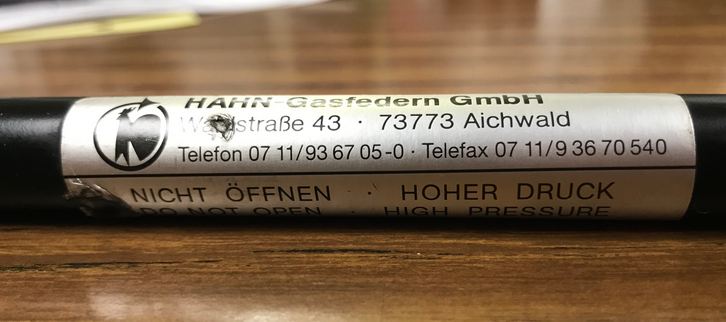 HAHN-Gasfedern GmbH
Waldstraße 43 · 73773 Aichwald
Telefon 07 11/93 67 05-0 · Telefax 07 11/9 36 70 540
NICHT ÖFFNEN · HOHER DRUCK
DO NOT OPEN · HIGH PRESSURE